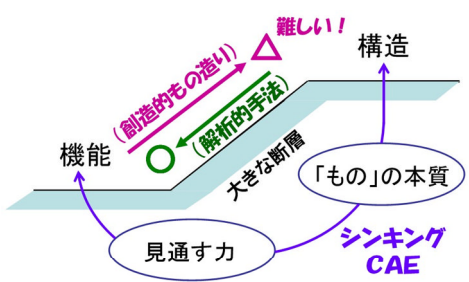 難しい！
構造
(創造的もの造り)
(解析的手法)
機能
大きな断層
「もの」の本質
見通す力
シンキング
CAE